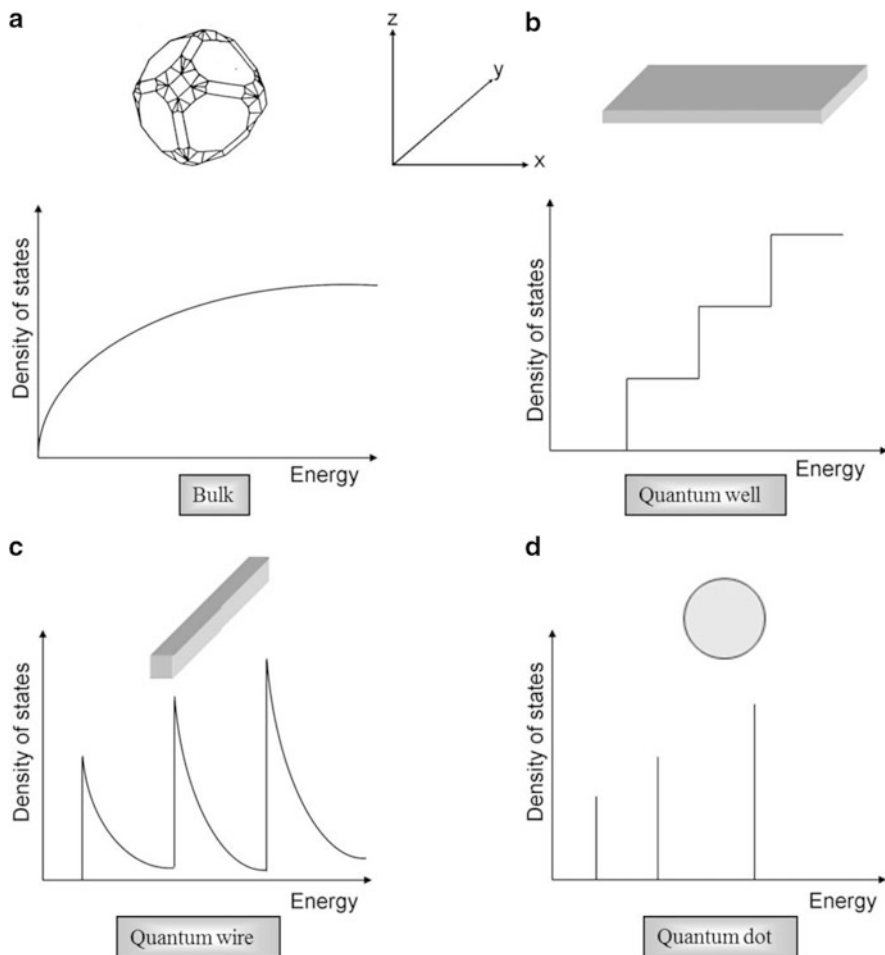 a
z
y
x
b
Density of states
Energy
Bulk
Density of states
Energy
Quantum well
c
Density of states
Energy
Quantum wire
d
Density of states
Energy
Quantum dot